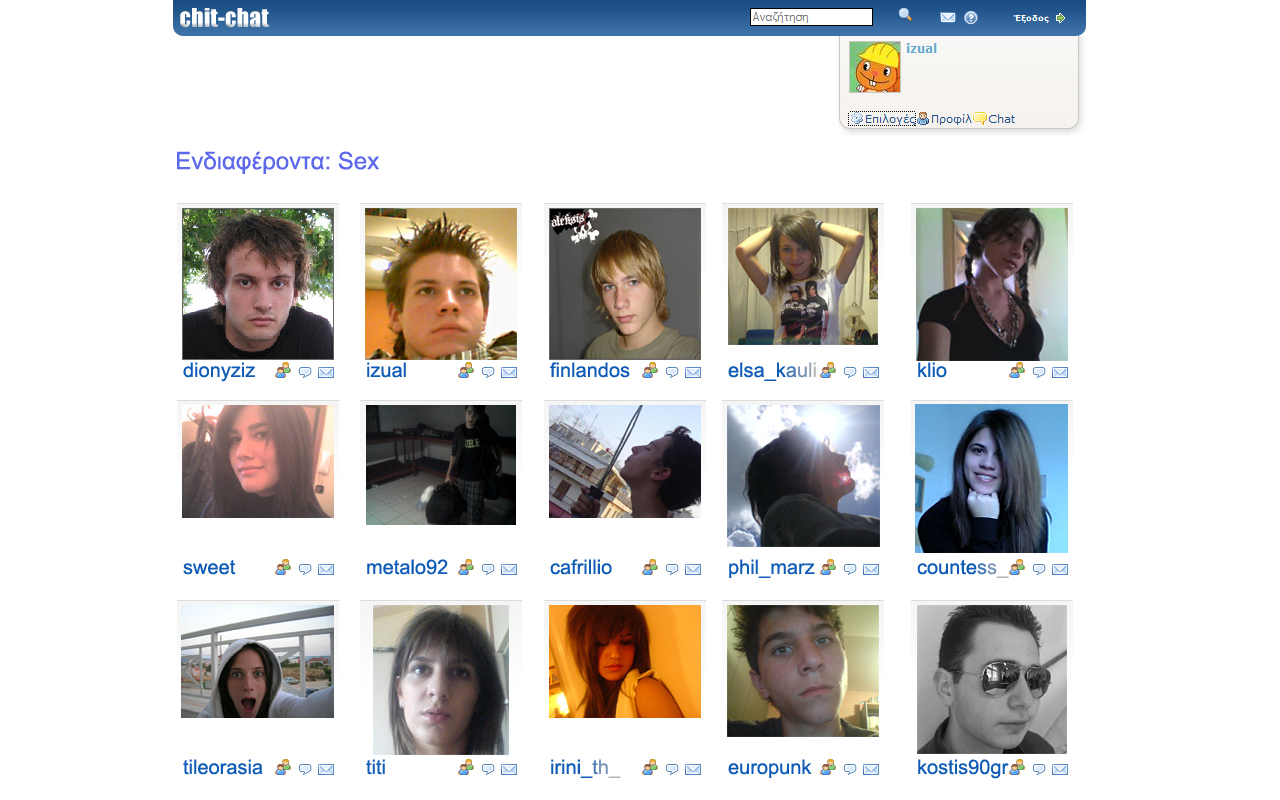 chit-chat
Αναζήτηση
Έξοδος
izual
Επιλογές Προφίλ Chat
Ενδιαφέροντα: Sex
aleksis
dionyziz izual finlandos elsa_kauli klio
sweet metalo92 cafrillio phil_marz countess_
tileorasia titi irini_th_ europunk kostis90gr